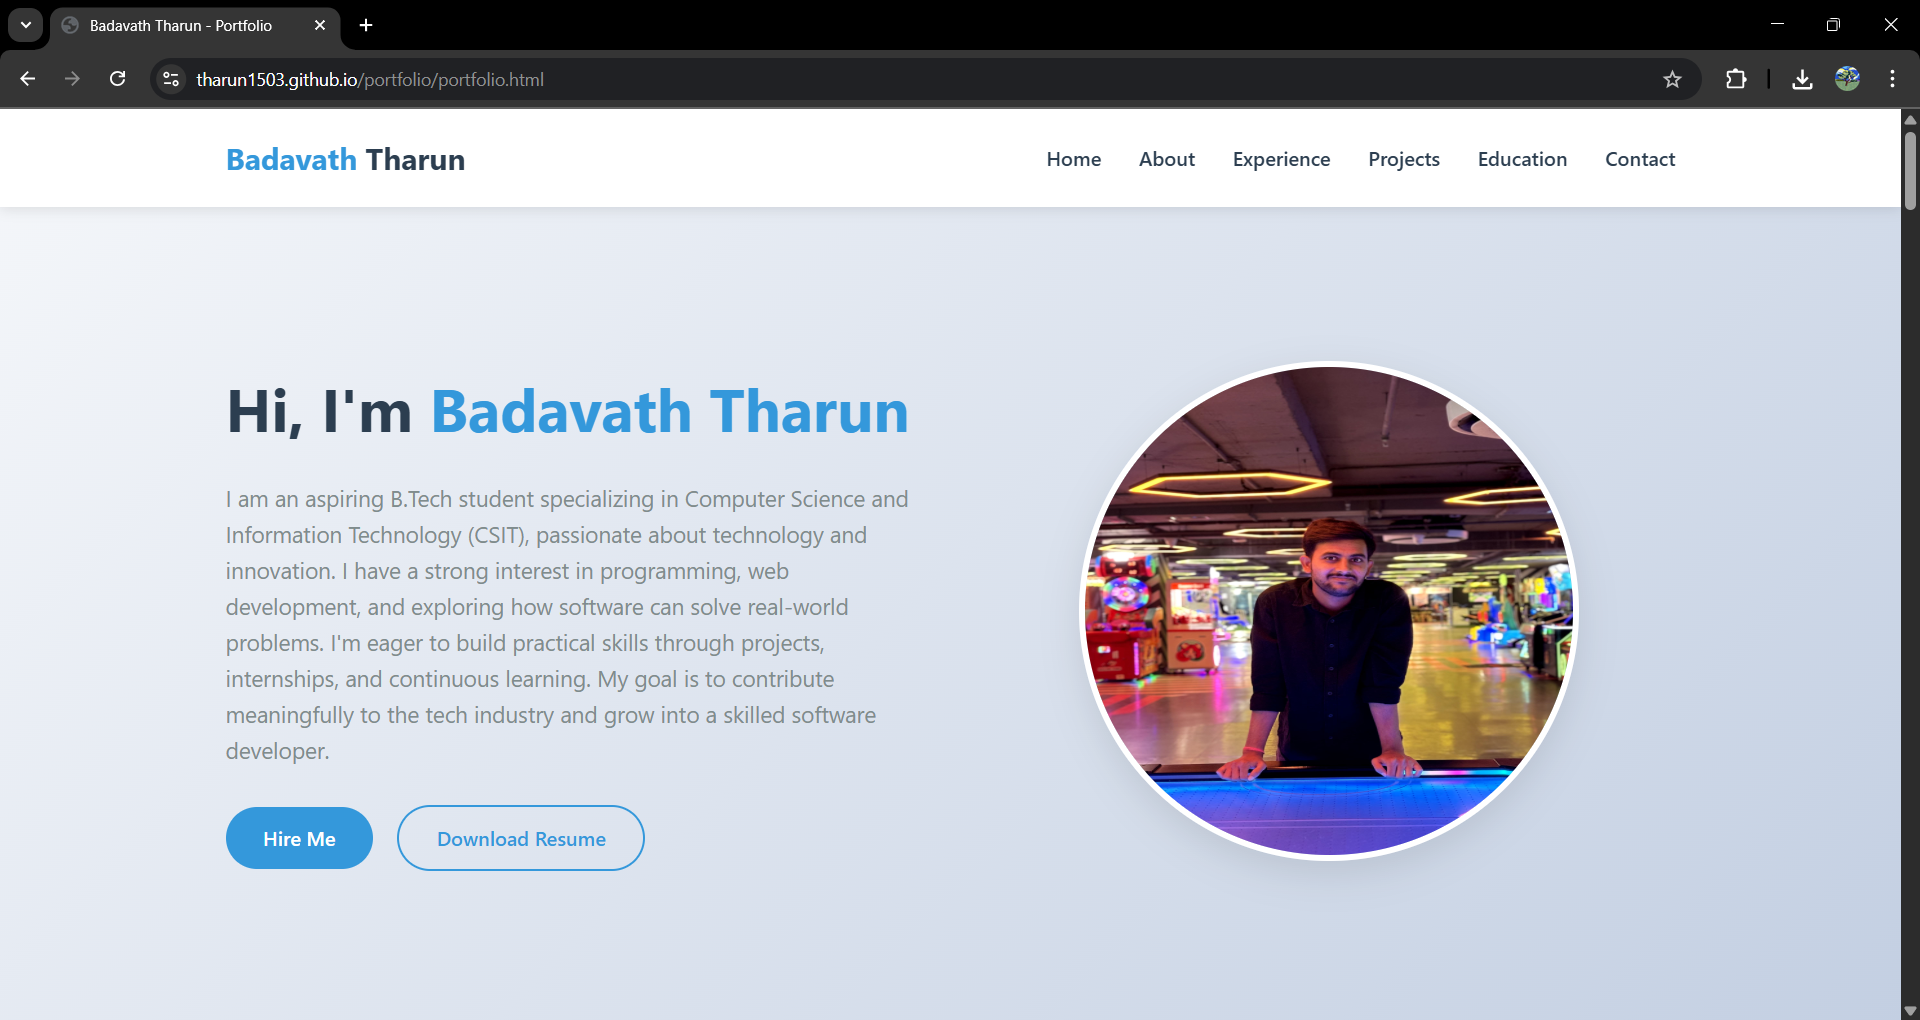 Badavath Tharun - Portfolio
tharun1503.github.io/portfolio/portfolio.html
Badavath Tharun
Home About Experience Projects Education Contact
Hi, I'm Badavath Tharun
I am an aspiring B.Tech student specializing in Computer Science and
Information Technology (CSIT), passionate about technology and
innovation. I have a strong interest in programming, web
development, and exploring how software can solve real-world
problems. I'm eager to build practical skills through projects,
internships, and continuous learning. My goal is to contribute
meaningfully to the tech industry and grow into a skilled software
developer.
Hire Me
Download Resume